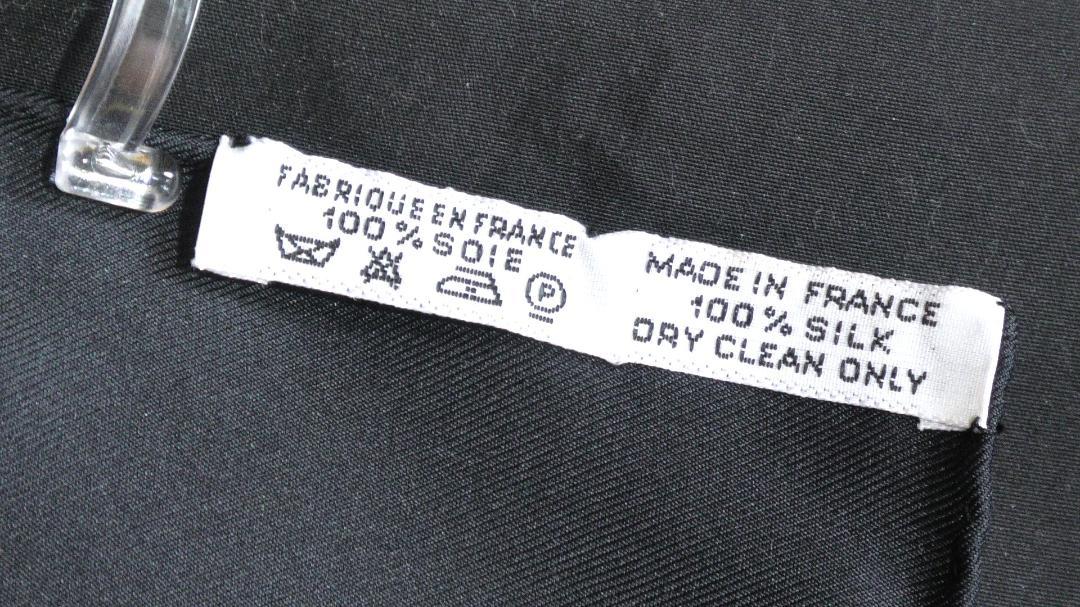 FABRIQUE EN FRANCE
100% SOIE
P
MADE IN FRANCE
100% SILK
DRY CLEAN ONLY